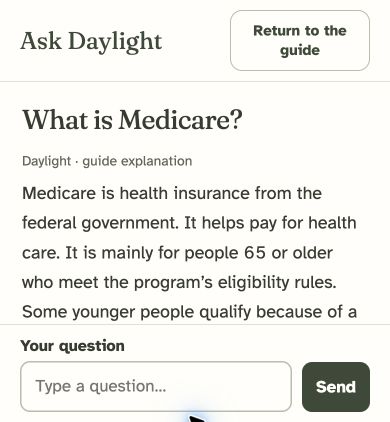 Ask Daylight
Return to the
guide
What is Medicare?
Daylight · guide explanation
Medicare is health insurance from the
federal government. It helps pay for health
care. It is mainly for people 65 or older
who meet the program’s eligibility rules.
Some younger people qualify because of a
Your question
Type a question...
Send